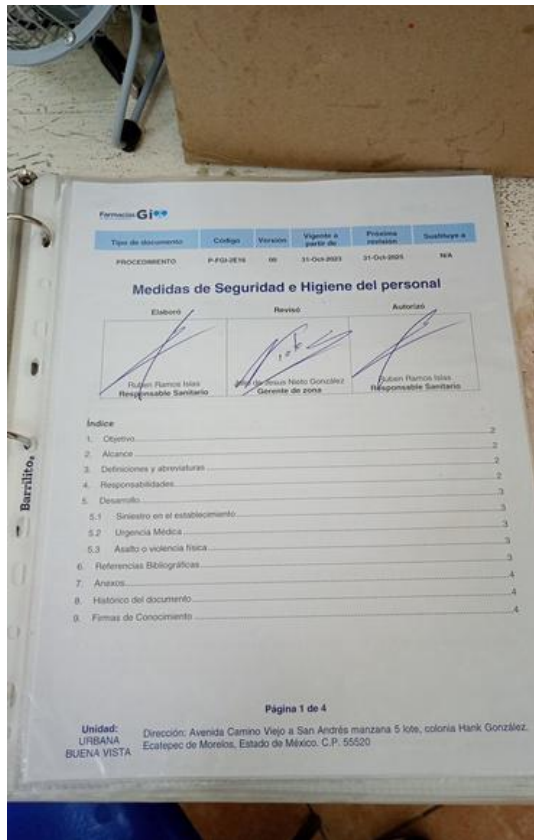 Farmacias Gi
Tipo de documento Código Versión Vigente a partir de Próxima revisión Sustituye a
PROCEDIMIENTO P-FGI-2E16 00 31-Oct-2023 31-Oct-2025 N/A
Medidas de Seguridad e Higiene del personal
Elaboró Revisó Autorizó
Ruben Ramos Islas de Jesus Nieto González Ruben Ramos Islas
Responsable Sanitario Gerente de zona Responsable Sanitario
Índice
1. Objetivo 2
2. Alcance 2
3. Definiciones y abreviaturas 2
4. Responsabilidades 2
5. Desarrollo 3
5.1 Siniestro en el establecimiento 3
5.2 Urgencia Médica 3
5.3 Asalto o violencia física 3
6. Referencias Bibliográficas 3
7. Anexos 4
8. Histórico del documento 4
9. Firmas de Conocimiento 4
Página 1 de 4
Unidad:
URBANA
BUENA VISTA
Dirección: Avenida Camino Viejo a San Andrés manzana 5 lote, colonia Hank González.
Ecatepec de Morelos, Estado de México. C.P. 55520
Barrilito.